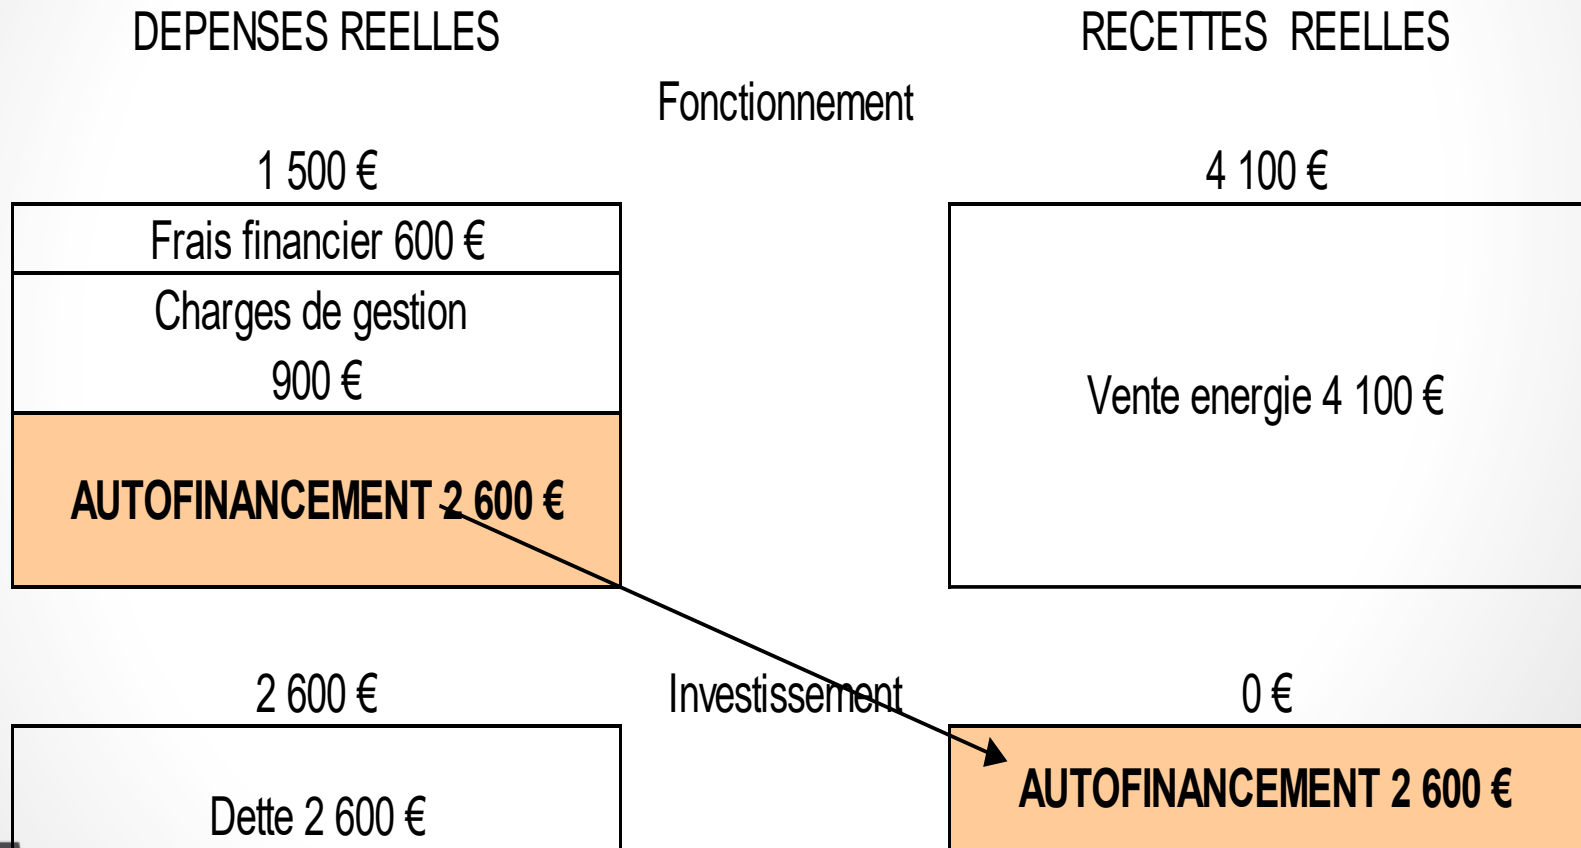 DEPENSES REELLES
RECETTES REELLES
Fonctionnement
1 500 €
4 100 €
Frais financier 600 €
Charges de gestion
900 €
Vente energie 4 100 €
AUTOFINANCEMENT 2 600 €
2 600 €
Investissement
0 €
Dette 2 600 €
AUTOFINANCEMENT 2 600 €